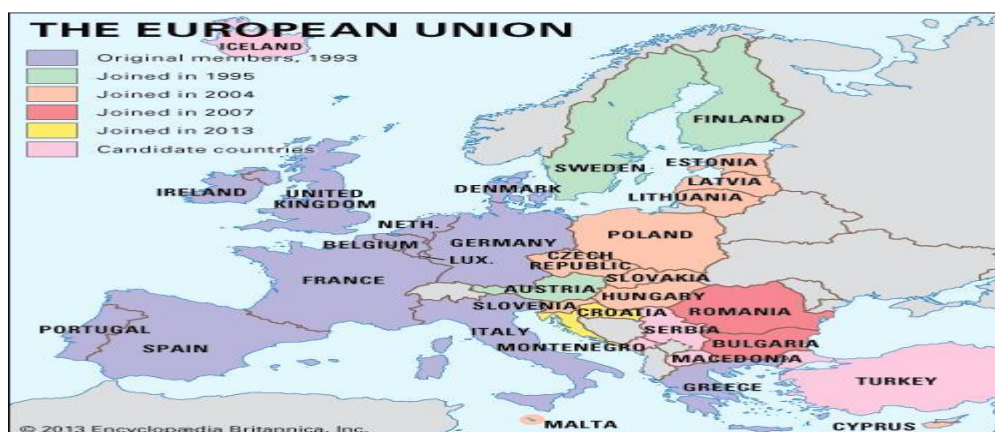 THE EUROPEAN UNION
ICELAND
Original members, 1993
Joined in 1995
Joined in 2004
Joined in 2007
Joined in 2013
Candidate countries
FINLAND
SWEDEN
ESTONIA
LATVIA
LITHUANIA
IRELAND
UNITED
KINGDOM
DENMARK
NETH.
BELGIUM
GERMANY
POLAND
LUX.
CZECH
REPUBLIC
FRANCE
SLOVAKIA
AUSTRIA
HUNGARY
SLOVENIA
CROATIA
ROMANIA
PORTUGAL
ITALY
SERBIA
SPAIN
MONTENEGRO
BULGARIA
MACEDONIA
GREECE
TURKEY
MALTA
CYPRUS
© 2013 Encyclopædia Britannica, Inc.